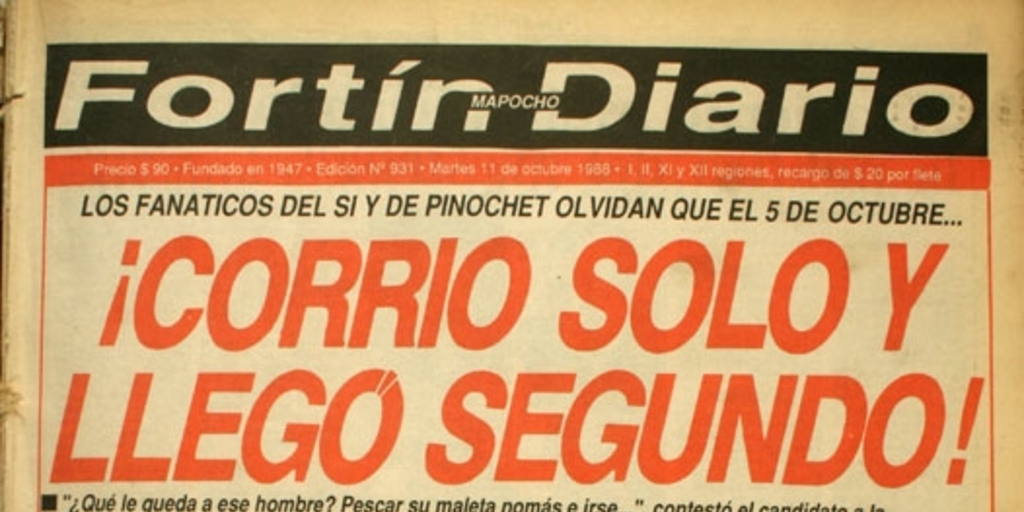 Fortín Diario
MAPOCHO
Precio $ 90 • Fundado en 1947 • Edición Nº 931 • Martes 11 de octubre 1988 • I, II, XI y XII regiones, recargo de $ 20 por flete
LOS FANATICOS DEL SI Y DE PINOCHET OLVIDAN QUE EL 5 DE OCTUBRE...
¡CORRIO SOLO Y
LLEGO SEGUNDO!
■ "¿Qué le queda a ese hombre? Pescar su maleta nomás e irse...", contestó el candidato a la